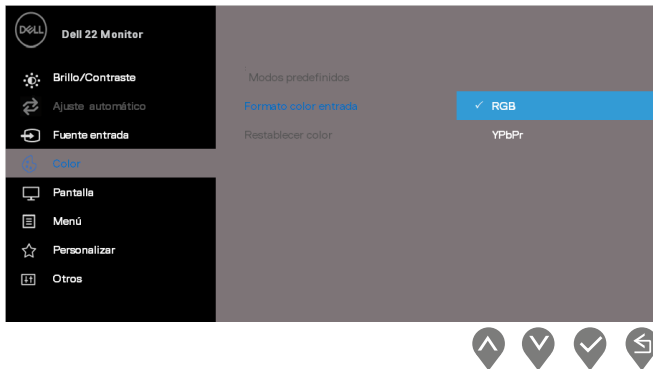 DELL
Dell 22 Monitor
Brillo/Contraste
Modos predefinidos
Ajuste automático
Formato color entrada
✓ RGB
Fuente entrada
Restablecer color
YPbPr
Color
Pantalla
Menú
Personalizar
Otros